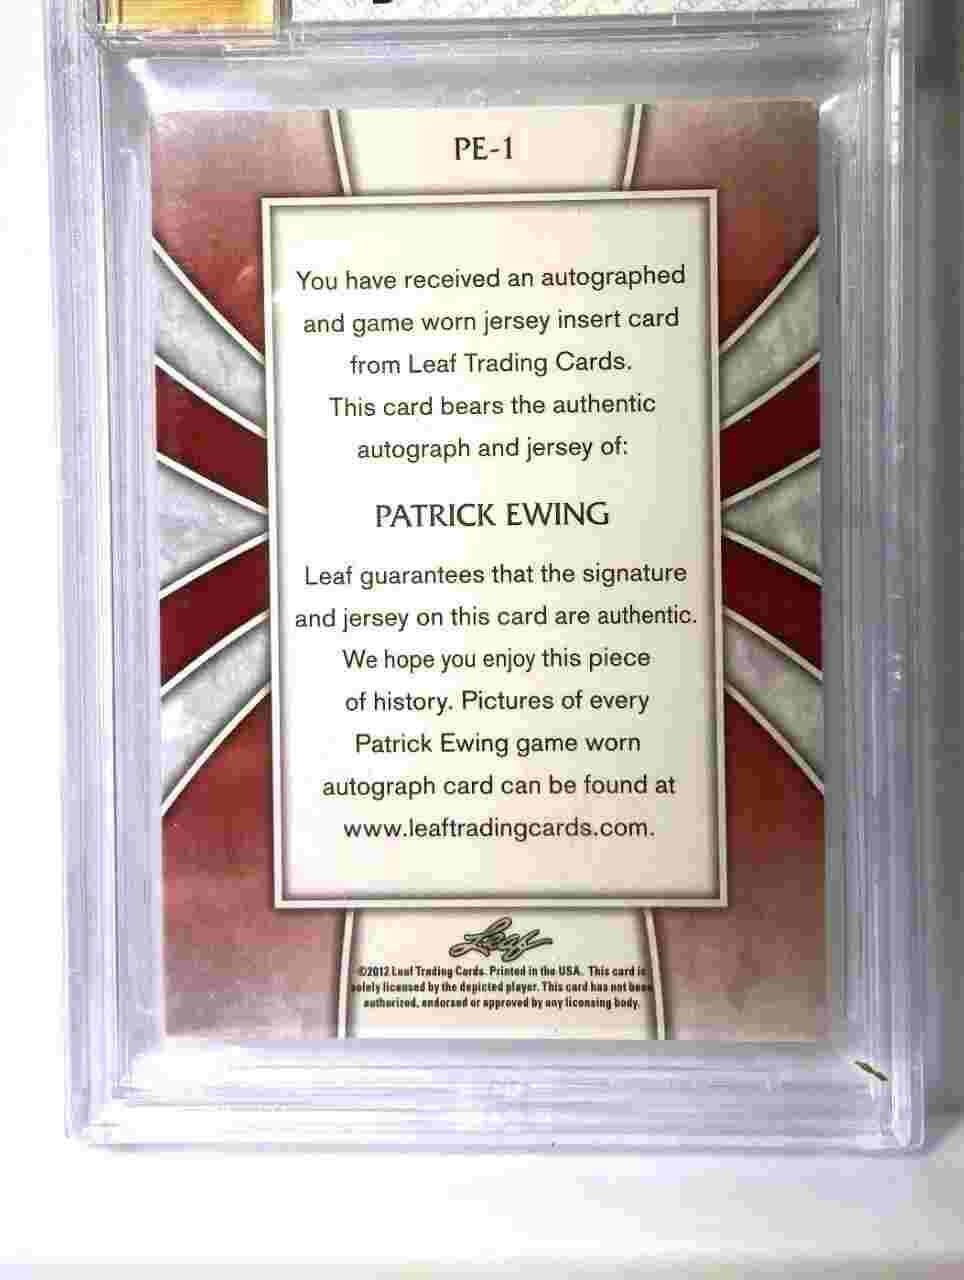 PE-1
You have received an autographed
and game worn jersey insert card
from Leaf Trading Cards.
This card bears the authentic
autograph and jersey of:
PATRICK EWING
Leaf guarantees that the signature
and jersey on this card are authentic.
We hope you enjoy this piece
of history. Pictures of every
Patrick Ewing game worn
autograph card can be found at
www.leaftradingcards.com.
Leaf
©2012 Leaf Trading Cards. Printed in the USA. This card is
solely licensed by the depicted player. This card has not been
authorized, endorsed or approved by any licensing body.